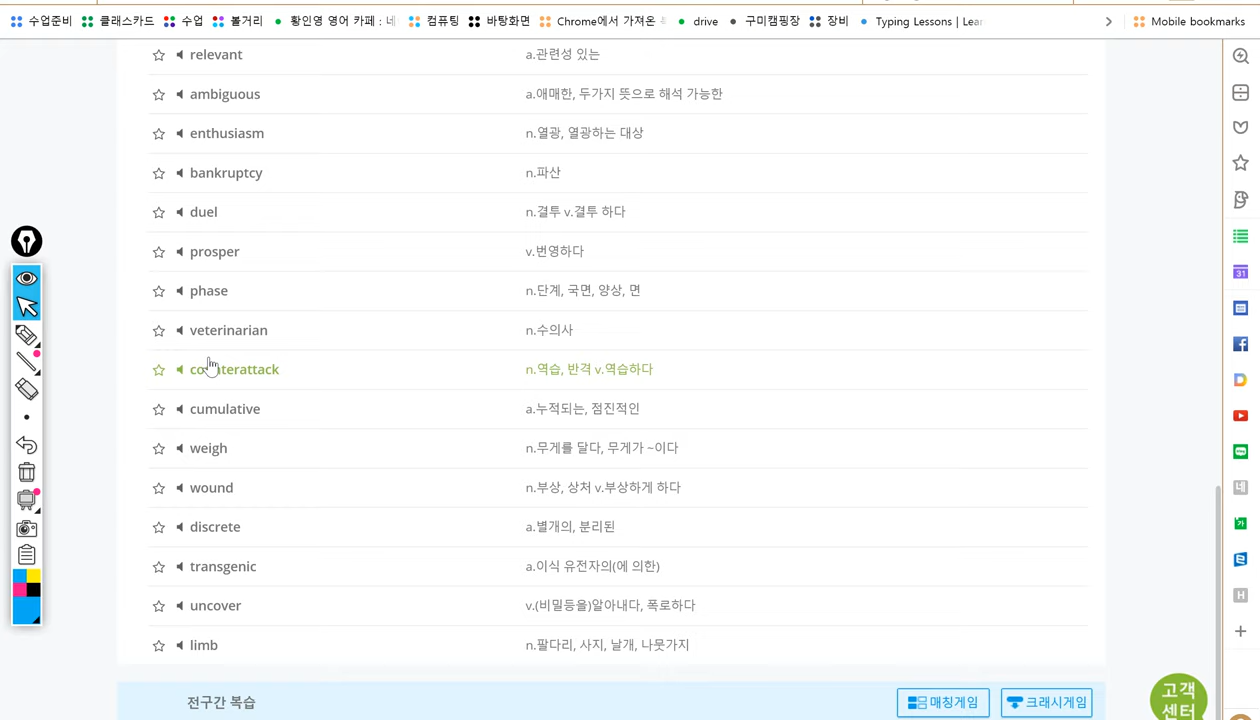 수업준비 클래스카드 수업 볼거리 황인영 영어 카페 : 네 컴퓨팅 바탕화면 Chrome에서 가져온 drive 구미캠핑장 장비 Typing Lessons | Lear Mobile bookmarks
relevant a.관련성 있는
ambiguous a.애매한, 두가지 뜻으로 해석 가능한
enthusiasm n.열광, 열광하는 대상
bankruptcy n.파산
duel n.결투 v.결투 하다
prosper v.번영하다
phase n.단계, 국면, 양상, 면
veterinarian n.수의사
counterattack n.역습, 반격 v.역습하다
cumulative a.누적되는, 점진적인
weigh n.무게를 달다, 무게가 ~이다
wound n.부상, 상처 v.부상하게 하다
discrete a.별개의, 분리된
transgenic a.이식 유전자의(에 의한)
uncover v.(비밀등을)알아내다, 폭로하다
limb n.팔다리, 사지, 날개, 나뭇가지
전구간 복습 매칭게임 크래시게임
고객
센터
31